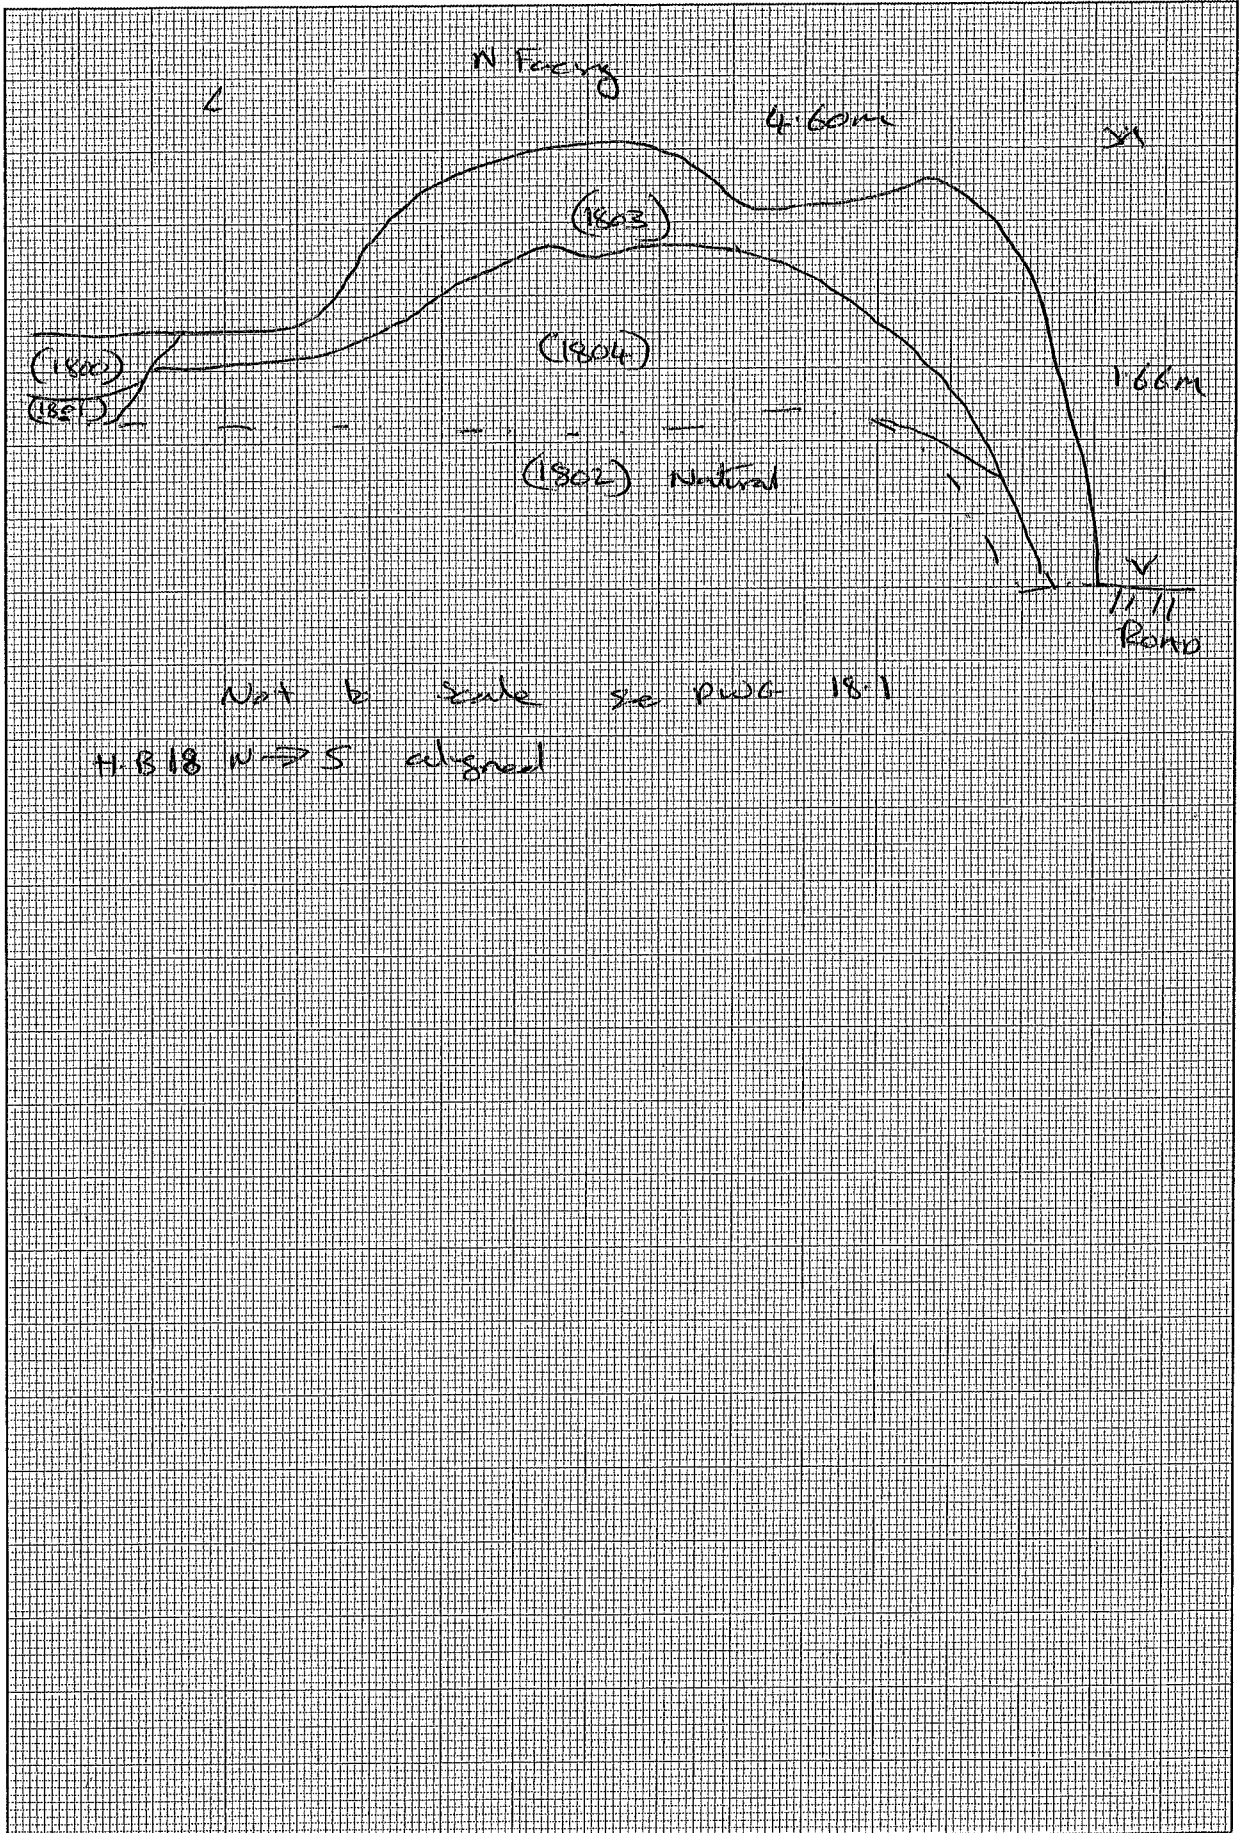 N Facing
4.60m
(1803)
(1800)
(1804)
(1801)
1.66m
(1802) Natural
Road
Not to scale see DWG 18.1
H.B 18 N → S aligned